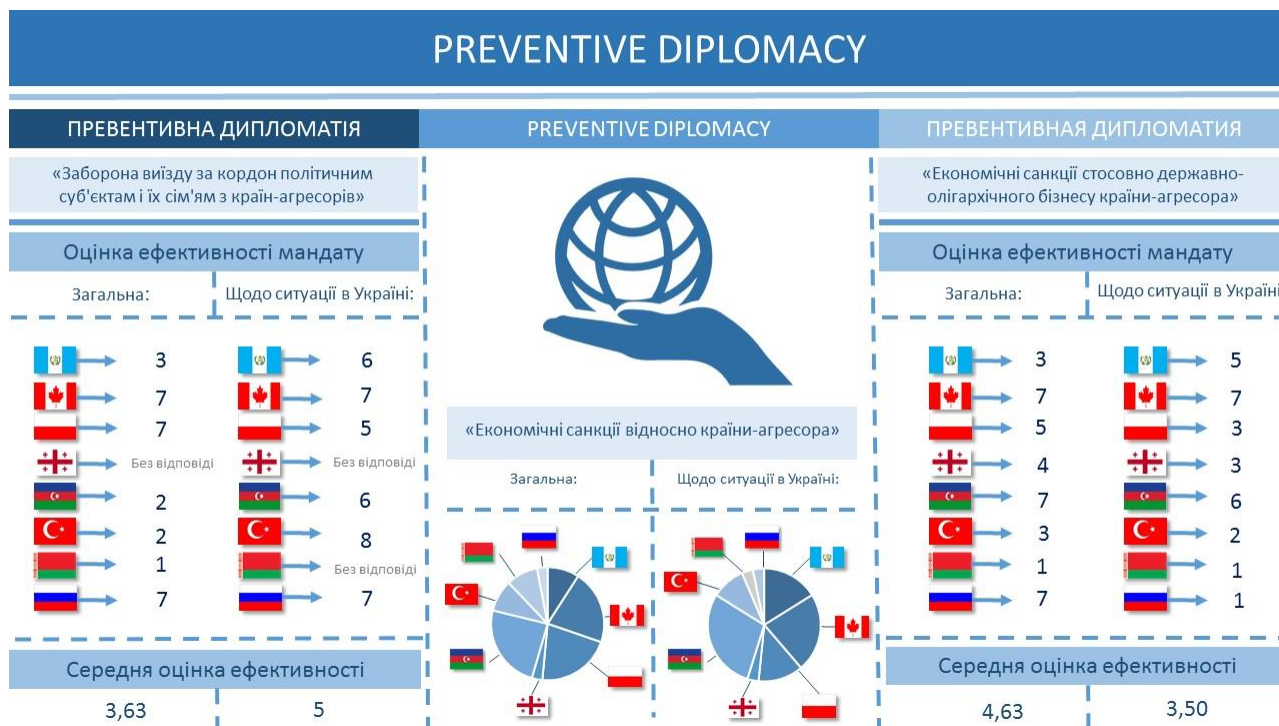 PREVENTIVE DIPLOMACY
ПРЕВЕНТИВНА ДИПЛОМАТІЯ
«Заборона виїзду за кордон політичним
суб'єктам і їх сім'ям з країн-агресорів»
Оцінка ефективності мандату
Загальна:
Щодо ситуації в Україні:
3 6
7 7
7 5
Без відповіді Без відповіді
2 6
2 8
1 Без відповіді
7 7
Середня оцінка ефективності
3,63 5
PREVENTIVE DIPLOMACY
«Економічні санкції відносно країни-агресора»
Загальна:
Щодо ситуації в Україні:
ПРЕВЕНТИВНАЯ ДИПЛОМАТИЯ
«Економічні санкції стосовно державно-
олігархічного бізнесу країни-агресора»
Оцінка ефективності мандату
Загальна:
Щодо ситуації в Україні
3 5
7 7
5 3
4 3
7 6
3 2
1 1
7 1
Середня оцінка ефективності
4,63 3,50